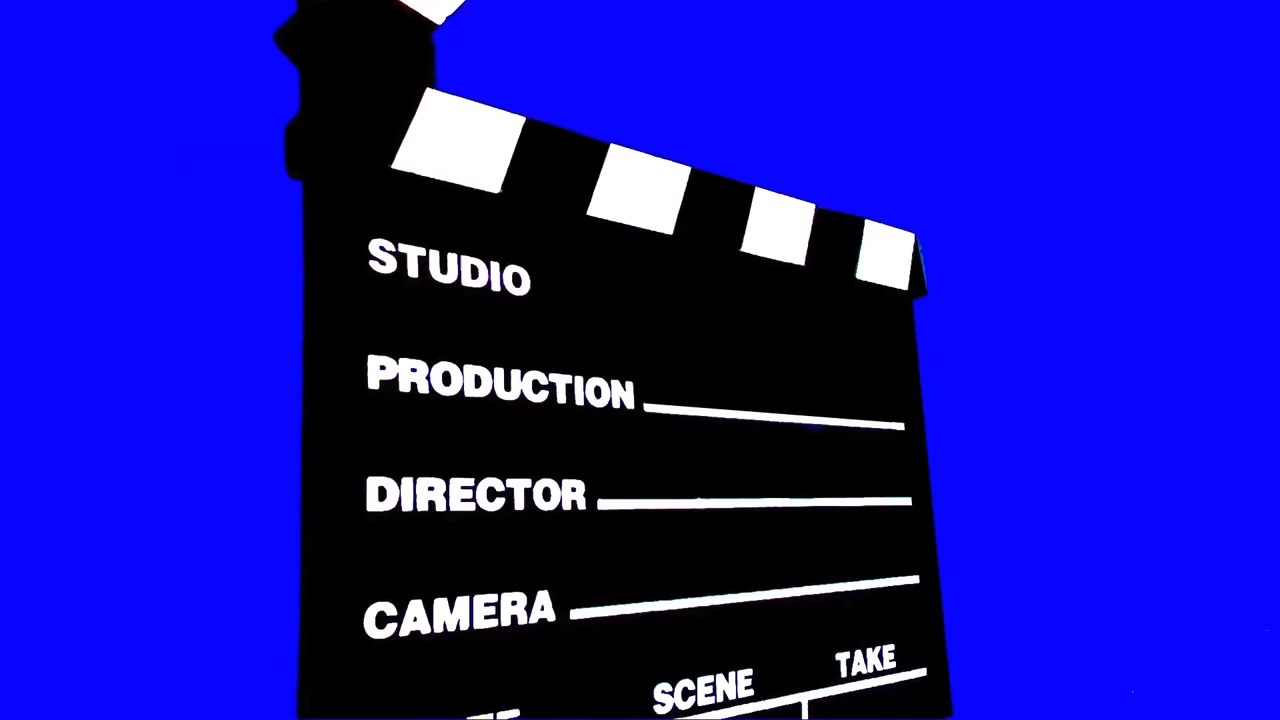 STUDIO
PRODUCTION
DIRECTOR
CAMERA
SCENE
TAKE